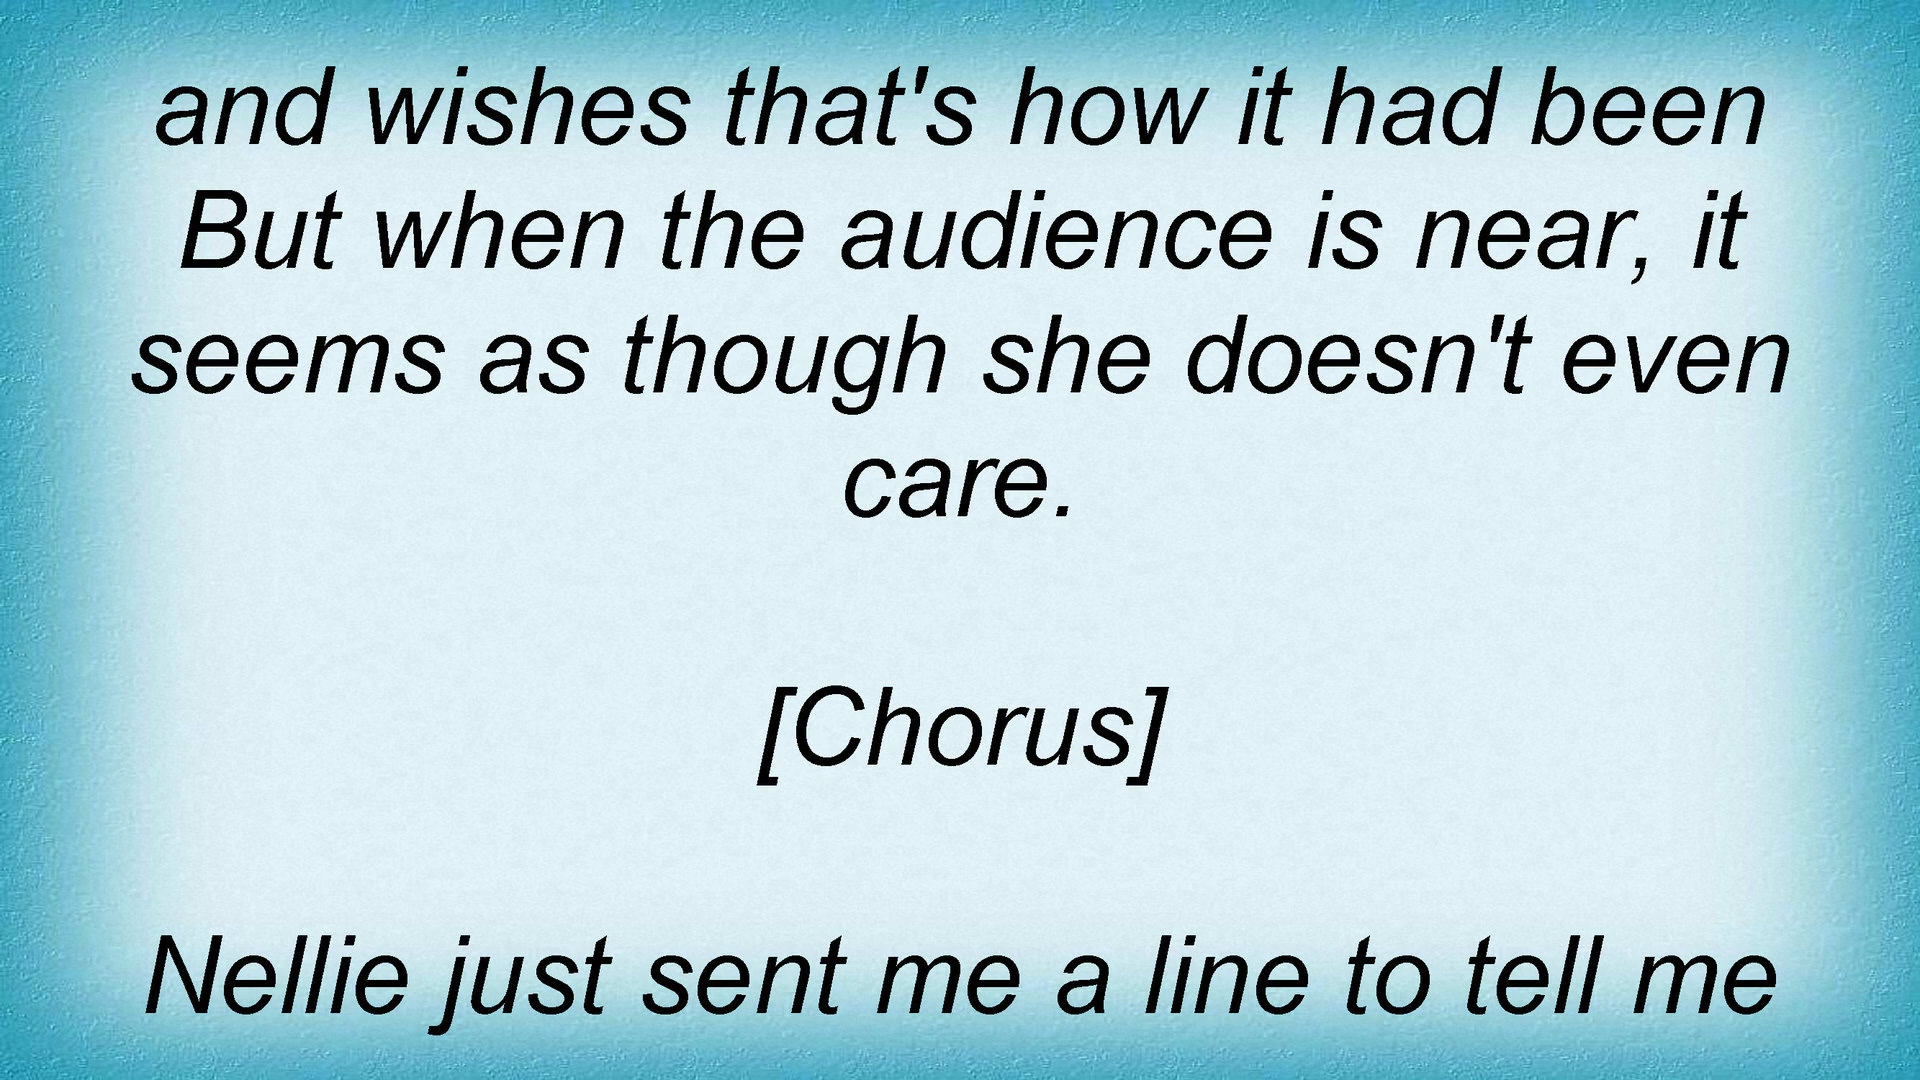 and wishes that's how it had been
But when the audience is near, it
seems as though she doesn't even
care.
[Chorus]
Nellie just sent me a line to tell me